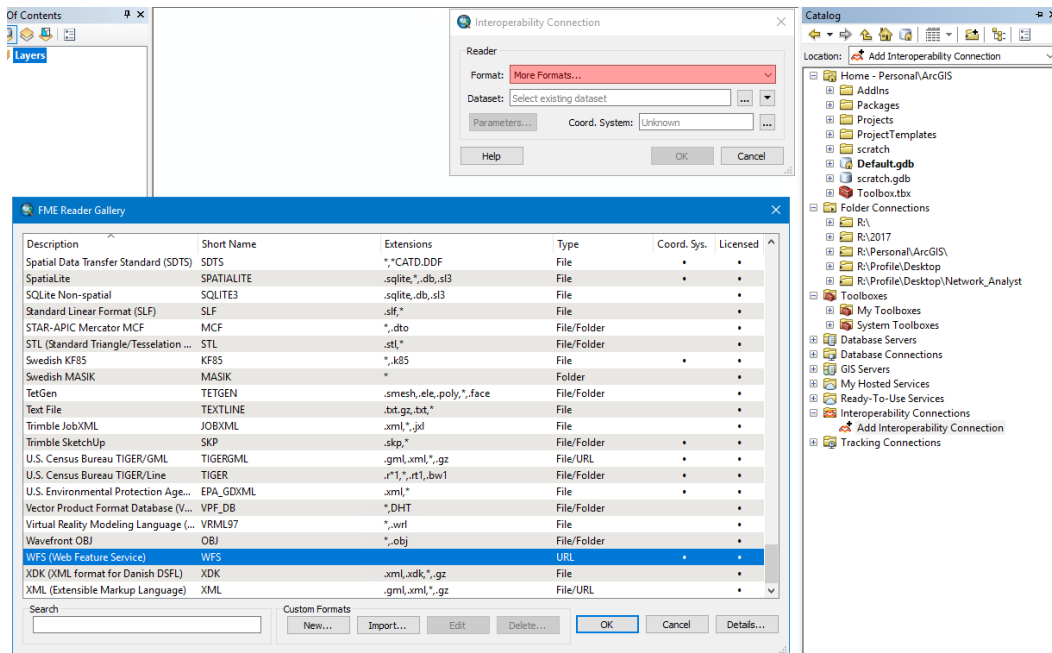 Of Contents
Layers
Interoperability Connection
Reader
Format: More Formats...
Dataset: Select existing dataset ...
Parameters... Coord. System: Unknown ...
Help OK Cancel
FME Reader Gallery
Description Short Name Extensions Type Coord. Sys. Licensed
Spatial Data Transfer Standard (SDTS) SDTS *,*CATD.DDF File • •
SpatiaLite SPATIALITE .sqlite,*,.db,.sl3 File • •
SQLite Non-spatial SQLITE3 .sqlite,.db,.sl3 File •
Standard Linear Format (SLF) SLF .slf,* File •
STAR-APIC Mercator MCF MCF *,.dto File/Folder •
STL (Standard Triangle/Tesselation ... STL .stl,* File/Folder •
Swedish KF85 KF85 *,.k85 File • •
Swedish MASIK MASIK * Folder •
TetGen TETGEN .smesh,.ele,.poly,*,.face File/Folder •
Text File TEXTLINE .txt.gz,.txt,* File •
Trimble JobXML JOBXML .xml,*,.jxl File •
Trimble SketchUp SKP .skp,* File/Folder • •
U.S. Census Bureau TIGER/GML TIGERGML .gml,.xml,*,.gz File/URL • •
U.S. Census Bureau TIGER/Line TIGER .r*1,*,.rt1,.bw1 File/Folder • •
U.S. Environmental Protection Age... EPA_GDXML .xml,* File • •
Vector Product Format Database (V... VPF_DB *,DHT File/Folder •
Virtual Reality Modeling Language (... VRML97 *,.wrl File •
Wavefront OBJ OBJ *,.obj File/Folder •
WFS (Web Feature Service) WFS URL • •
XDK (XML format for Danish DSFL) XDK .xml,.xdk,*,.gz File •
XML (Extensible Markup Language) XML .gml,.xml,*,.gz File/URL •
Search Custom Formats
New... Import... Edit Delete... OK Cancel Details...
Catalog
Location: Add Interoperability Connection
Home - Personal\ArcGIS
AddIns
Packages
Projects
ProjectTemplates
scratch
Default.gdb
scratch.gdb
Toolbox.tbx
Folder Connections
R:\
R:\2017
R:\Personal\ArcGIS\
R:\Profile\Desktop
R:\Profile\Desktop\Network_Analyst
Toolboxes
My Toolboxes
System Toolboxes
Database Servers
Database Connections
GIS Servers
My Hosted Services
Ready-To-Use Services
Interoperability Connections
Add Interoperability Connection
Tracking Connections